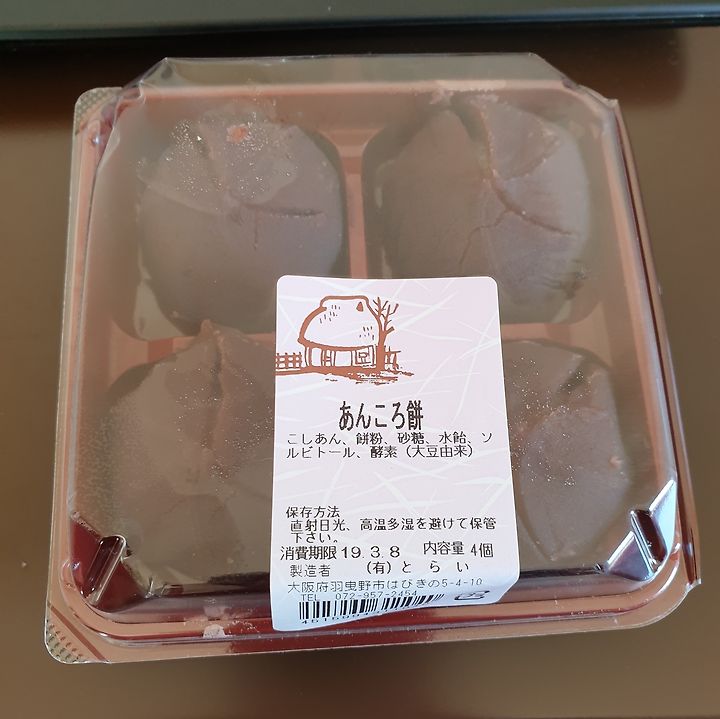 あんころ餅
こしあん、餅粉、砂糖、水飴、ソ
ルビトール、酵素（大豆由来）
保存方法
直射日光、高温多湿を避けて保管
下さい。
消費期限 19.3.8 内容量 4個
製造者 （有）とらい
大阪府羽曳野市はびきの5-4-10
TEL 072-957-2454